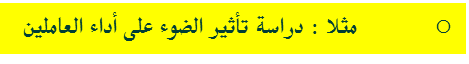 ○ مثلا : دراسة تأثير الضوء على أداء العاملين